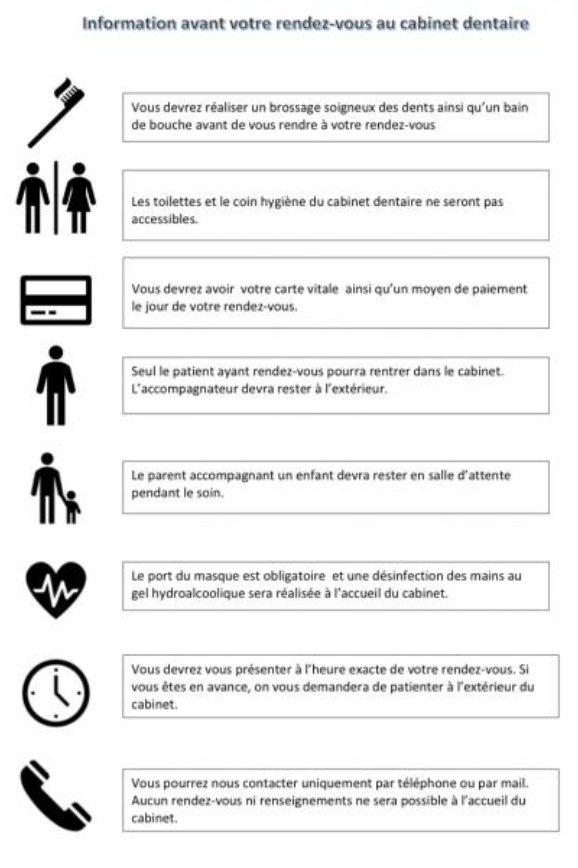 Information avant votre rendez-vous au cabinet dentaire
Vous devrez réaliser un brossage soigneux des dents ainsi qu'un bain
de bouche avant de vous rendre à votre rendez-vous
Les toilettes et le coin hygiène du cabinet dentaire ne seront pas
accessibles.
Vous devrez avoir  votre carte vitale  ainsi qu'un moyen de paiement
le jour de votre rendez-vous.
Seul le patient ayant rendez-vous pourra rentrer dans le cabinet.
L'accompagnateur devra rester à l'extérieur.
Le parent accompagnant un enfant devra rester en salle d'attente
pendant le soin.
Le port du masque est obligatoire  et une désinfection des mains au
gel hydroalcoolique sera réalisée à l'accueil du cabinet.
Vous devrez vous présenter à l'heure exacte de votre rendez-vous. Si
vous êtes en avance, on vous demandera de patienter à l'extérieur du
cabinet.
Vous pourrez nous contacter uniquement par téléphone ou par mail.
Aucun rendez-vous ni renseignements ne sera possible à l'accueil du
cabinet.